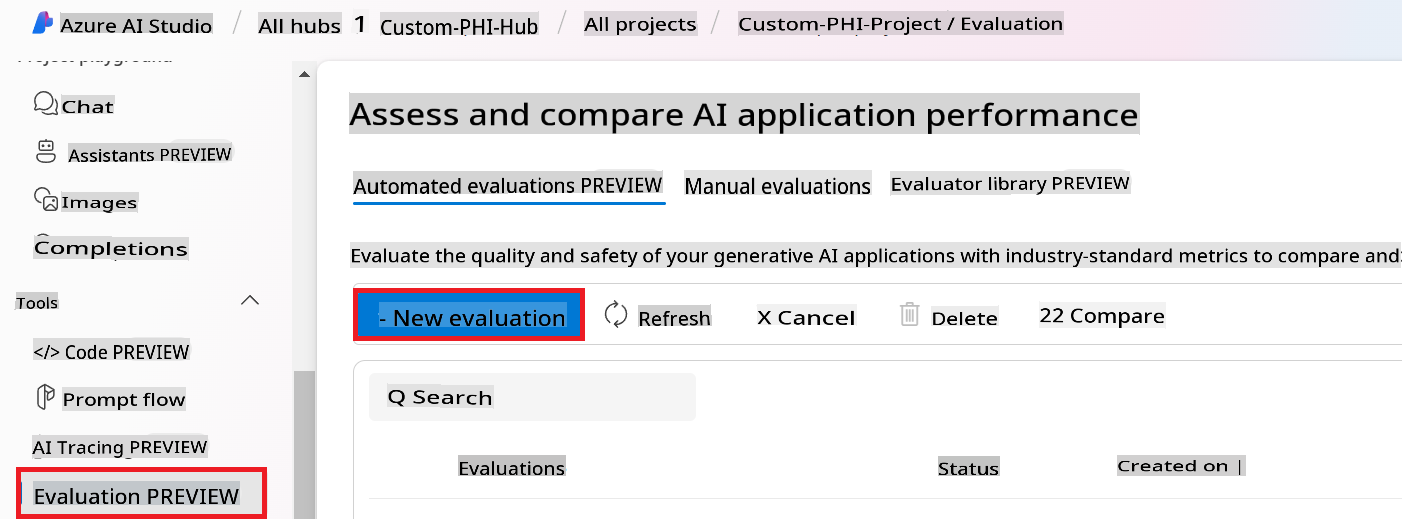 Azure AI Studio / All hubs 1 Custom-PHI-Hub / All projects / Custom-PHI-Project / Evaluation
Project playground
Chat
Assistants PREVIEW
Images
Completions
Tools
</> Code PREVIEW
Prompt flow
AI Tracing PREVIEW
Evaluation PREVIEW
Assess and compare AI application performance
Automated evaluations PREVIEW Manual evaluations Evaluator library PREVIEW
Evaluate the quality and safety of your generative AI applications with industry-standard metrics to compare and
- New evaluation Refresh X Cancel Delete 22 Compare
Q Search
Evaluations Status Created on |